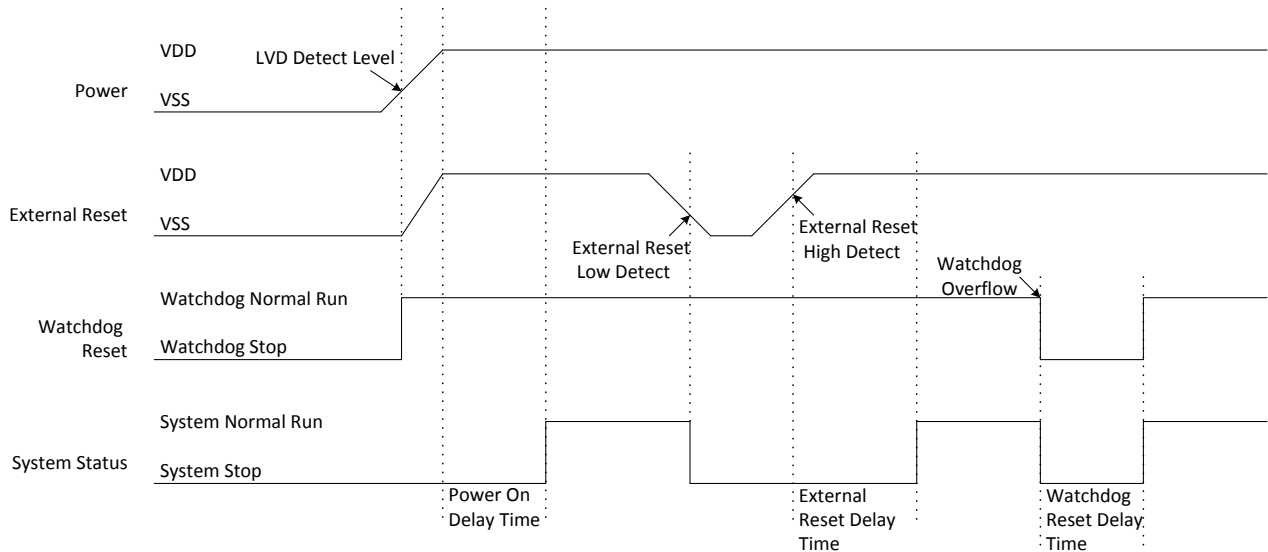 VDD
LVD Detect Level
Power
VSS
VDD
External Reset
VSS
External Reset
Low Detect
External Reset
High Detect
Watchdog
Overflow
Watchdog Normal Run
Watchdog
Reset
Watchdog Stop
System Normal Run
System Status
System Stop
Power On
Delay Time
External
Reset Delay
Time
Watchdog
Reset Delay
Time